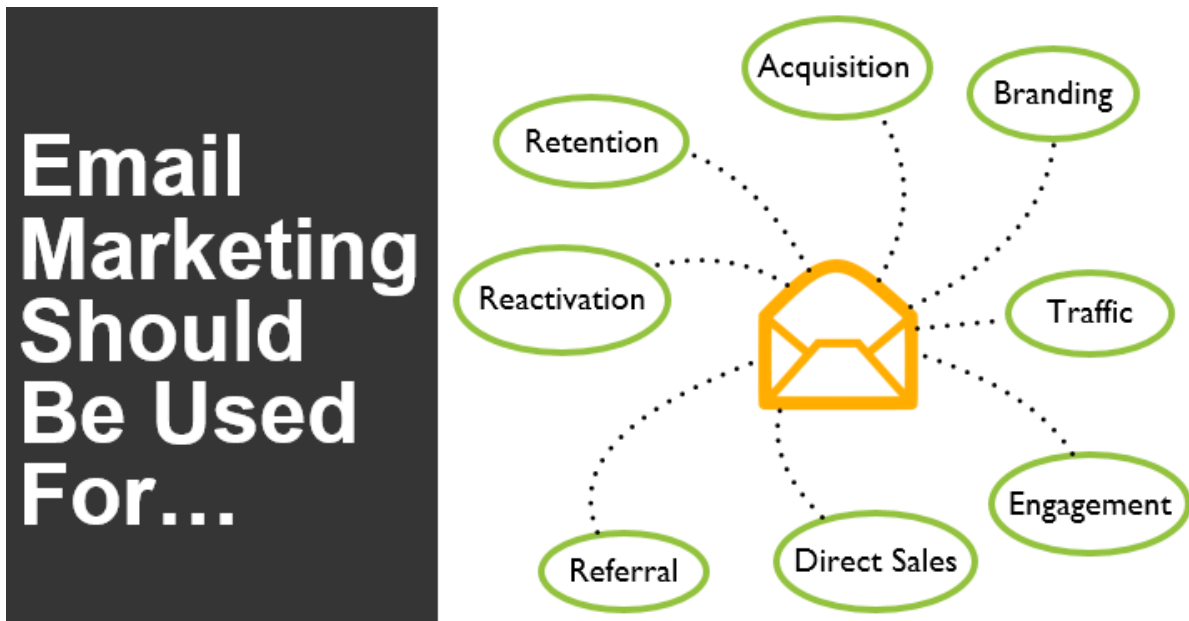 Email
Marketing
Should
Be Used
For...
Acquisition
Branding
Retention
Reactivation
Traffic
Engagement
Direct Sales
Referral